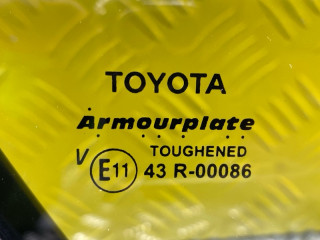 TOYOTA
Armourplate
TOUGHENED
V E11 43 R-00086